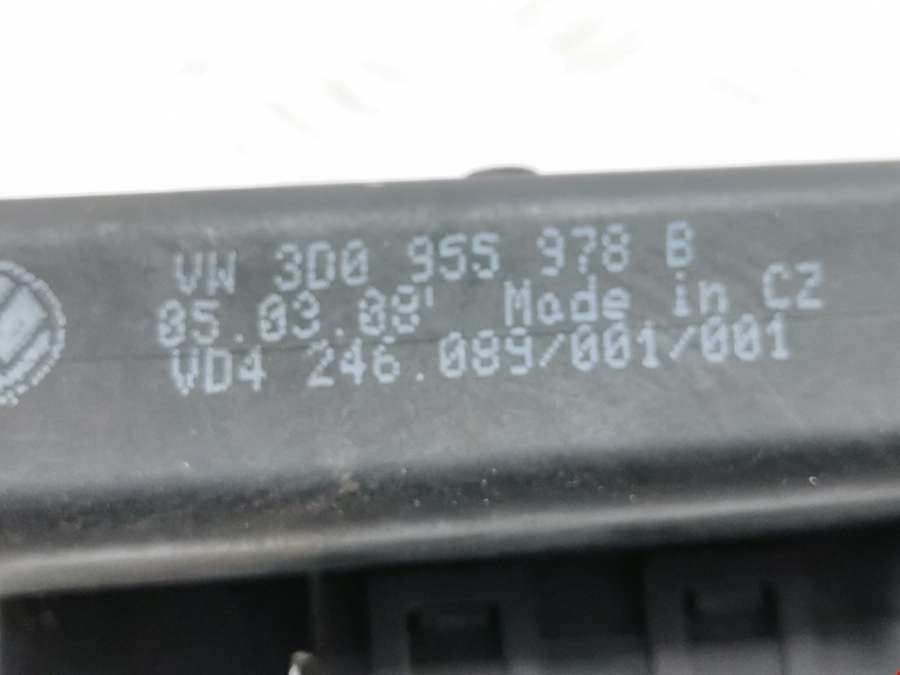 VW 3D0 955 978 B
05.03.08' Made in CZ
VD4 246.089/001/001